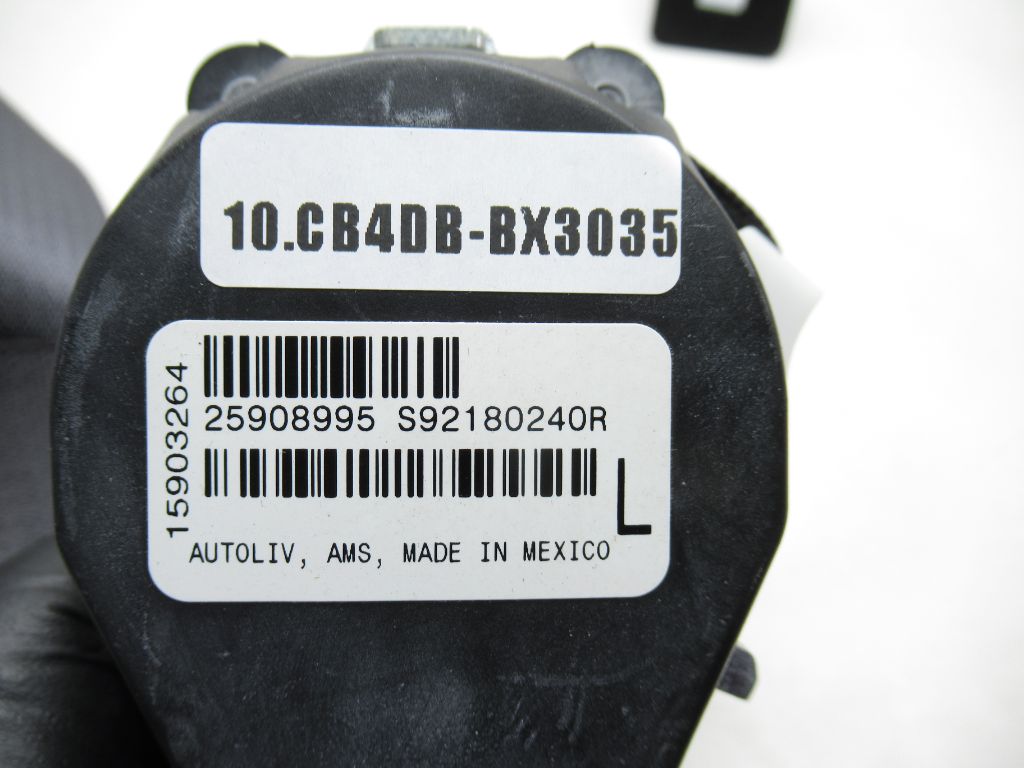 10.CB4DB-BX3035
25908995 S92180240R
15903264
L
AUTOLIV, AMS, MADE IN MEXICO